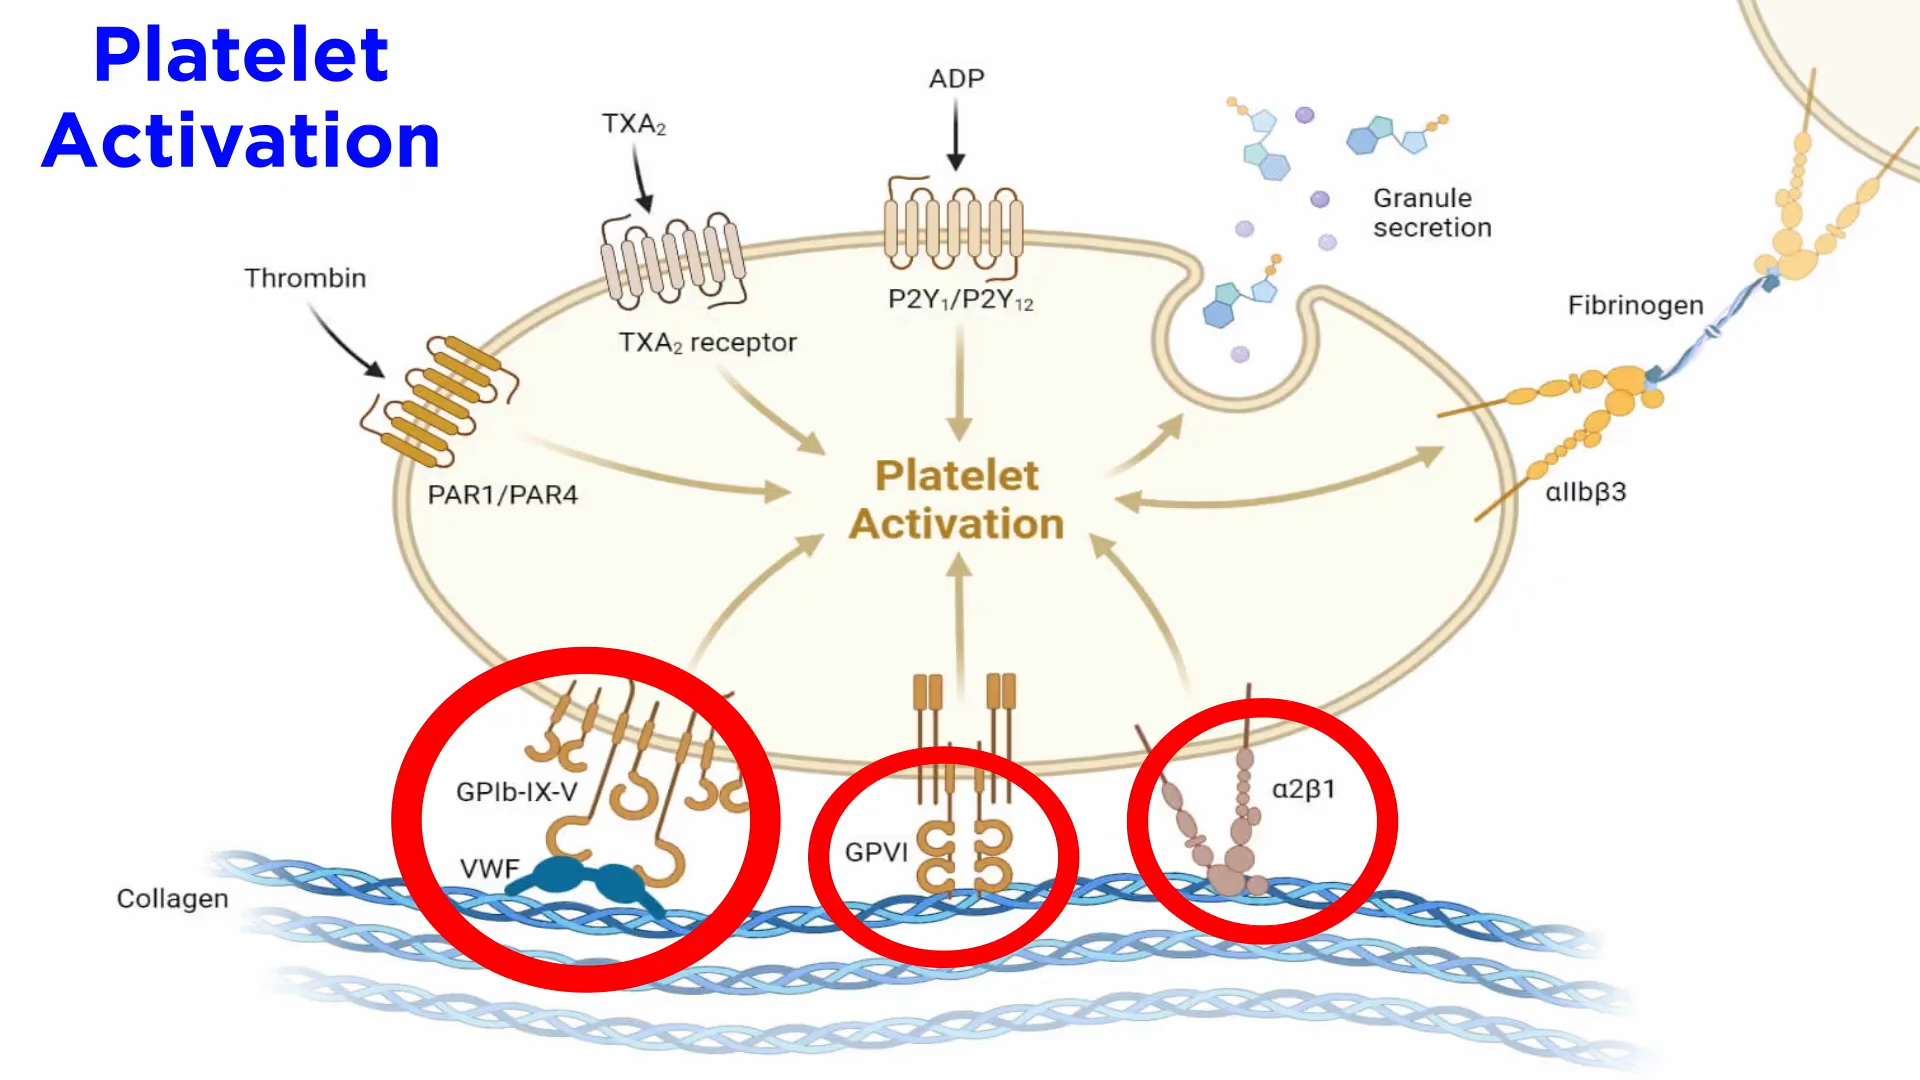 Platelet
Activation
ADP
TXA₂
Granule
secretion
Thrombin
P2Y₁/P2Y₁₂
Fibrinogen
TXA₂ receptor
Platelet
Activation
PAR1/PAR4
αIIbβ3
GPIb-IX-V
α2β1
GPVI
VWF
Collagen